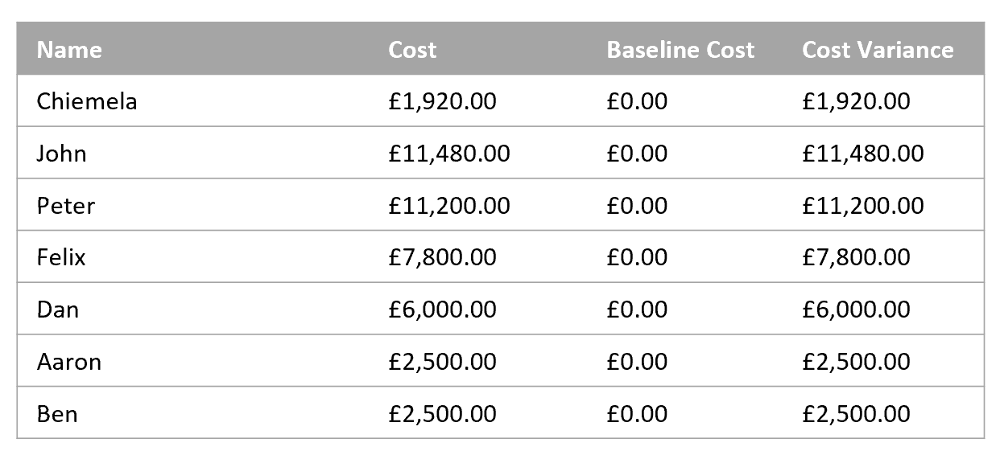 Name Cost Baseline Cost Cost Variance
Chiemela £1,920.00 £0.00 £1,920.00
John £11,480.00 £0.00 £11,480.00
Peter £11,200.00 £0.00 £11,200.00
Felix £7,800.00 £0.00 £7,800.00
Dan £6,000.00 £0.00 £6,000.00
Aaron £2,500.00 £0.00 £2,500.00
Ben £2,500.00 £0.00 £2,500.00